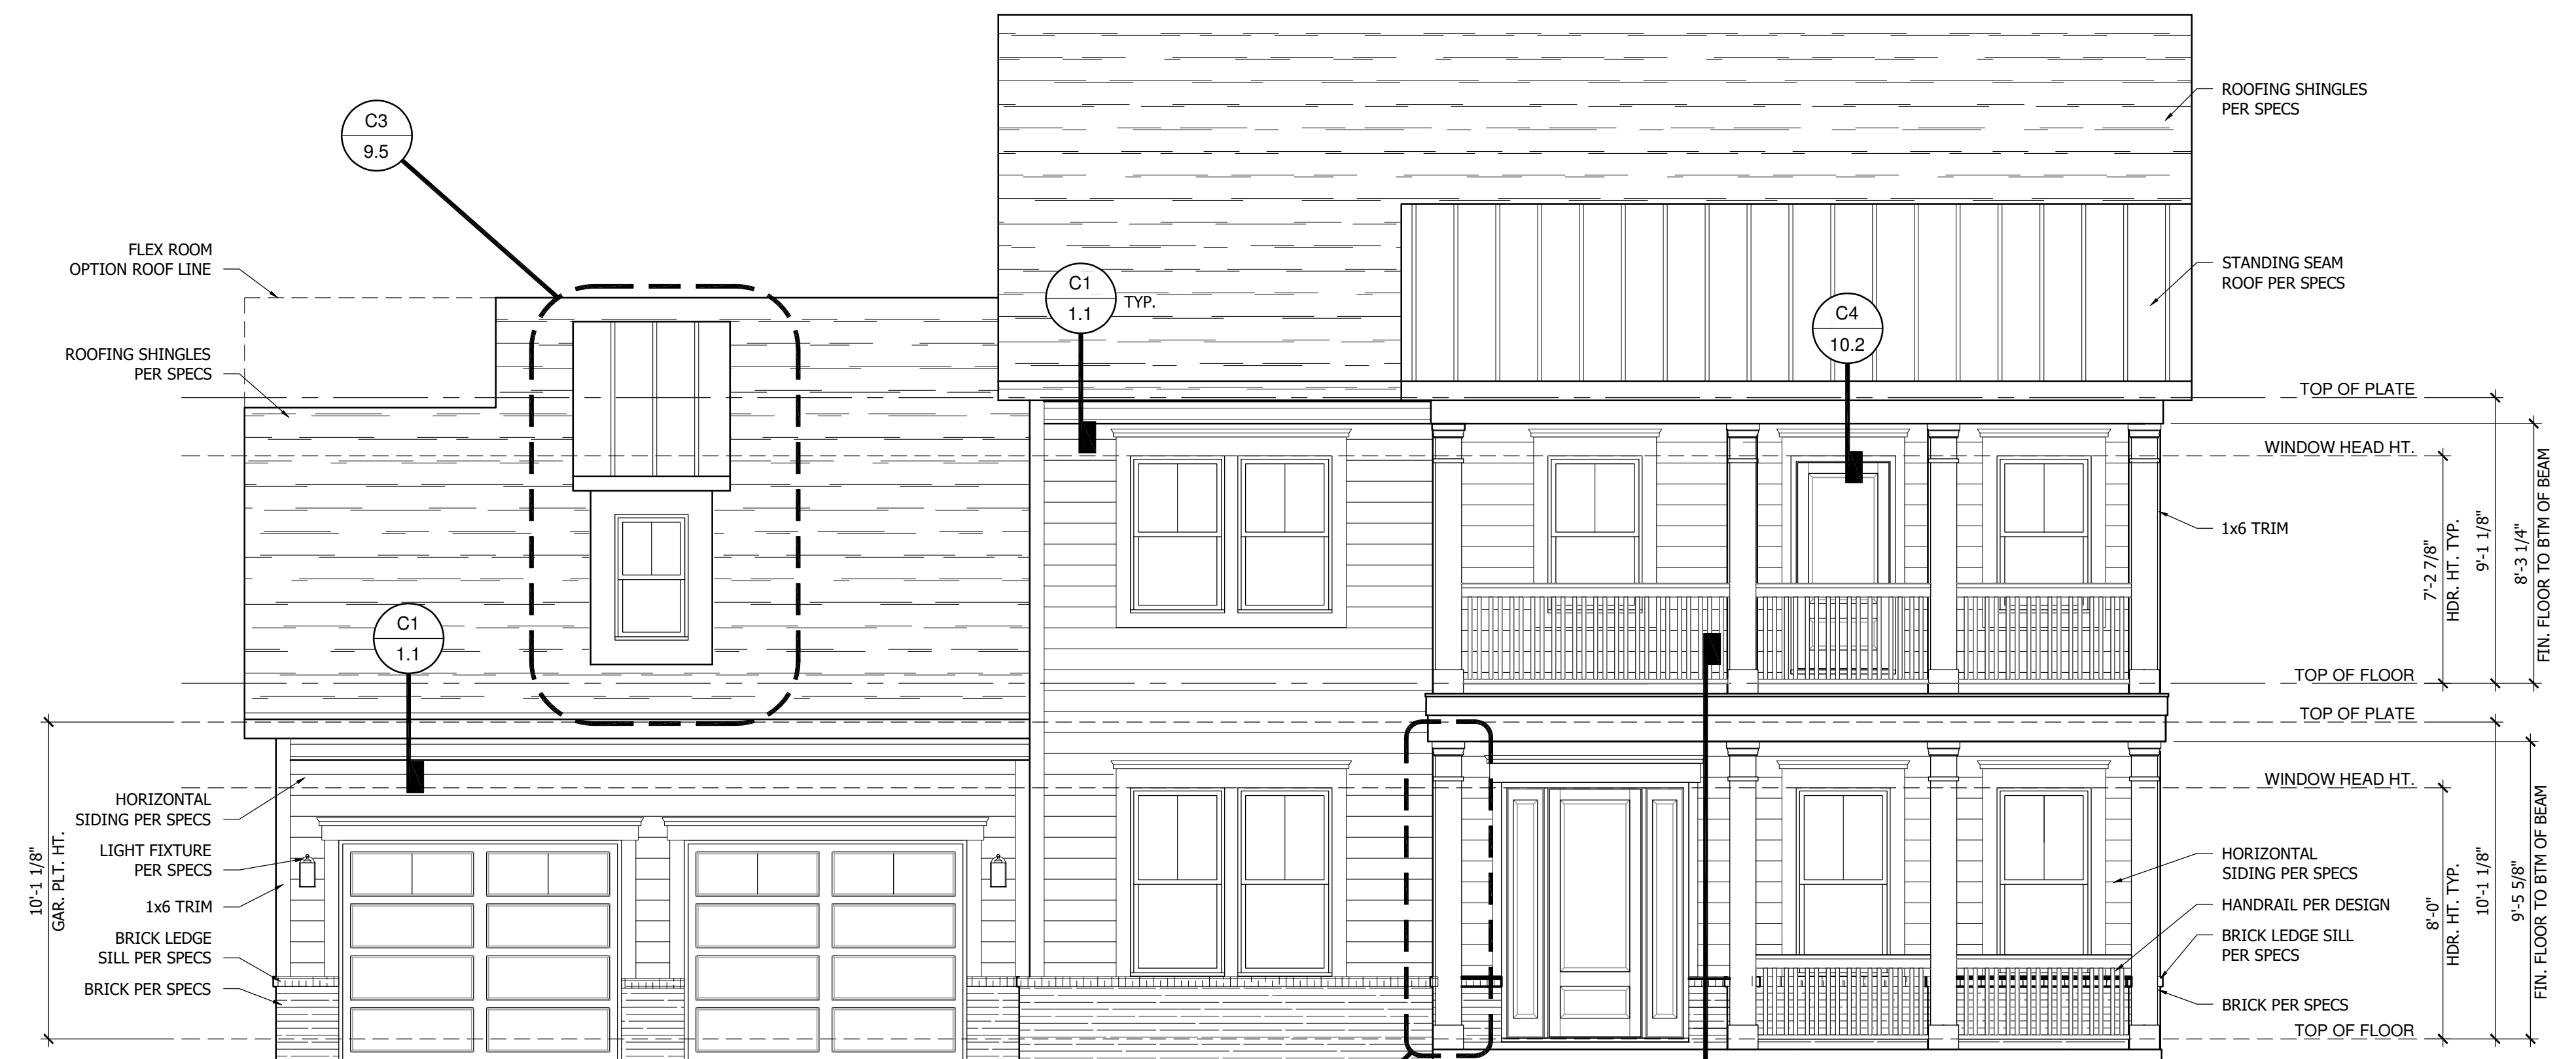 ROOFING SHINGLES
PER SPECS
C3
9.5
FLEX ROOM
OPTION ROOF LINE
STANDING SEAM
ROOF PER SPECS
C1
1.1
TYP.
C4
10.2
ROOFING SHINGLES
PER SPECS
TOP OF PLATE
WINDOW HEAD HT.
1x6 TRIM
7'-2 7/8"
HDR. HT. TYP.
9'-1 1/8"
8'-3 1/4"
FIN. FLOOR TO BTM OF BEAM
C1
1.1
TOP OF FLOOR
TOP OF PLATE
WINDOW HEAD HT.
HORIZONTAL
SIDING PER SPECS
LIGHT FIXTURE
PER SPECS
1x6 TRIM
BRICK LEDGE
SILL PER SPECS
BRICK PER SPECS
10'-1 1/8"
GAR. PLT. HT.
HORIZONTAL
SIDING PER SPECS
HANDRAIL PER DESIGN
BRICK LEDGE SILL
PER SPECS
BRICK PER SPECS
TOP OF FLOOR
8'-0"
HDR. HT. TYP.
10'-1 1/8"
9'-5 5/8"
FIN. FLOOR TO BTM OF BEAM